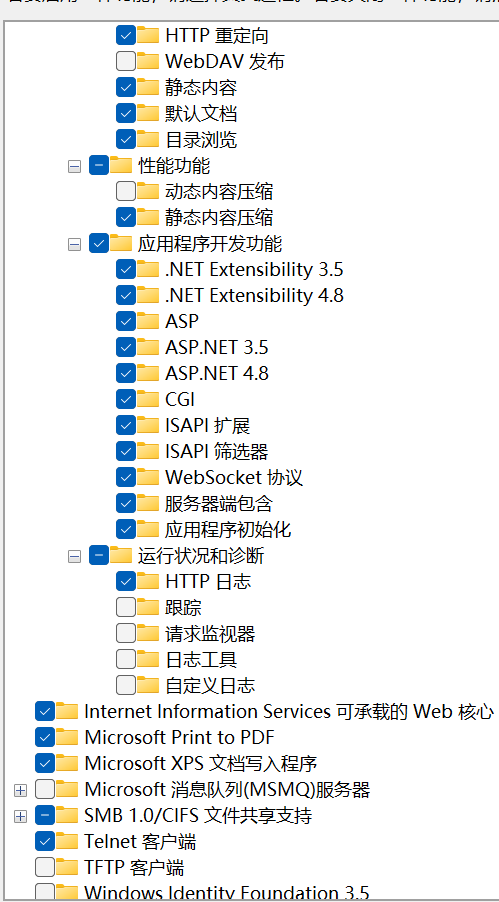 HTTP 重定向
WebDAV 发布
静态内容
默认文档
目录浏览
性能功能
动态内容压缩
静态内容压缩
应用程序开发功能
.NET Extensibility 3.5
.NET Extensibility 4.8
ASP
ASP.NET 3.5
ASP.NET 4.8
CGI
ISAPI 扩展
ISAPI 筛选器
WebSocket 协议
服务器端包含
应用程序初始化
运行状况和诊断
HTTP 日志
跟踪
请求监视器
日志工具
自定义日志
Internet Information Services 可承载的 Web 核心
Microsoft Print to PDF
Microsoft XPS 文档写入程序
Microsoft 消息队列(MSMQ)服务器
SMB 1.0/CIFS 文件共享支持
Telnet 客户端
TFTP 客户端
Windows Identity Foundation 3.5